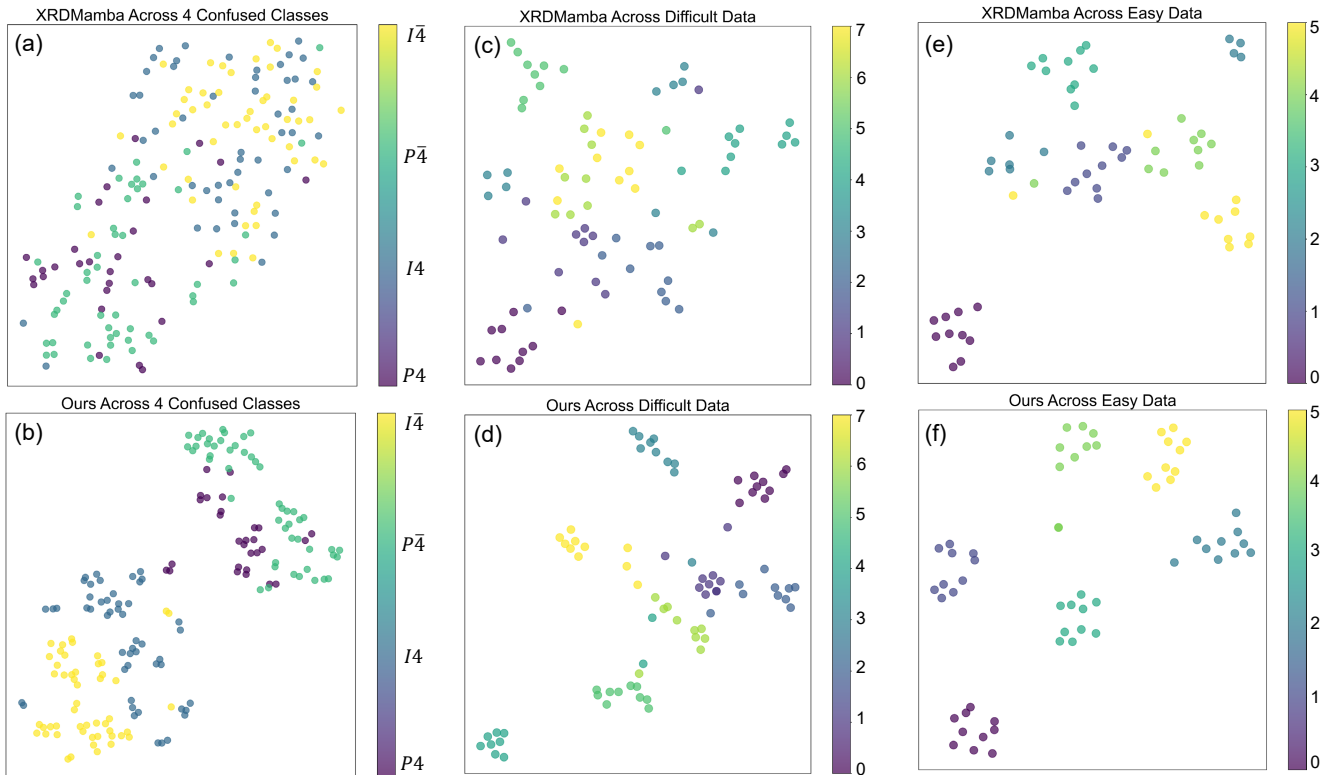 XRDMamba Across 4 Confused Classes
(a)
I4̄
P4̄
I4
P4
XRDMamba Across Difficult Data
(c)
7
6
5
4
3
2
1
0
XRDMamba Across Easy Data
(e)
5
4
3
2
1
0
Ours Across 4 Confused Classes
(b)
I4̄
P4̄
I4
P4
Ours Across Difficult Data
(d)
7
6
5
4
3
2
1
0
Ours Across Easy Data
(f)
5
4
3
2
1
0